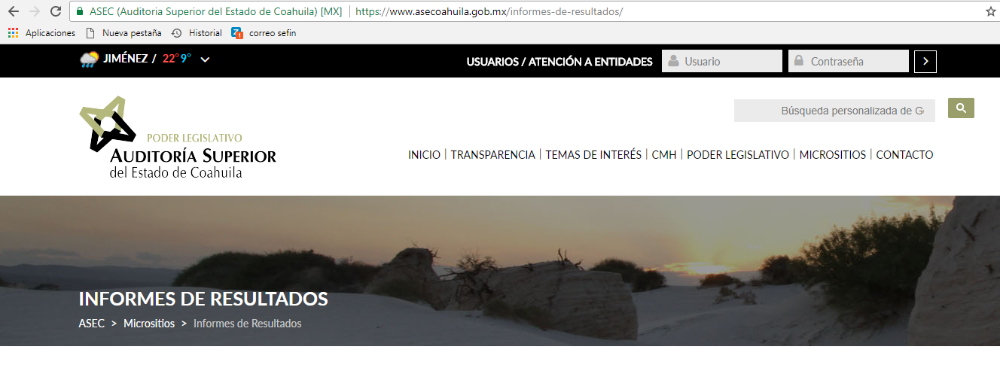 ASEC (Auditoria Superior del Estado de Coahuila) [MX] | https://www.asecoahuila.gob.mx/informes-de-resultados/
Aplicaciones Nueva pestaña Historial correo sefin
JIMÉNEZ / 22° 9° USUARIOS / ATENCIÓN A ENTIDADES Usuario Contraseña
Búsqueda personalizada de Go
PODER LEGISLATIVO
AUDITORÍA SUPERIOR
del Estado de Coahuila
INICIO | TRANSPARENCIA | TEMAS DE INTERÉS | CMH | PODER LEGISLATIVO | MICROSITIOS | CONTACTO
INFORMES DE RESULTADOS
ASEC > Micrositios > Informes de Resultados